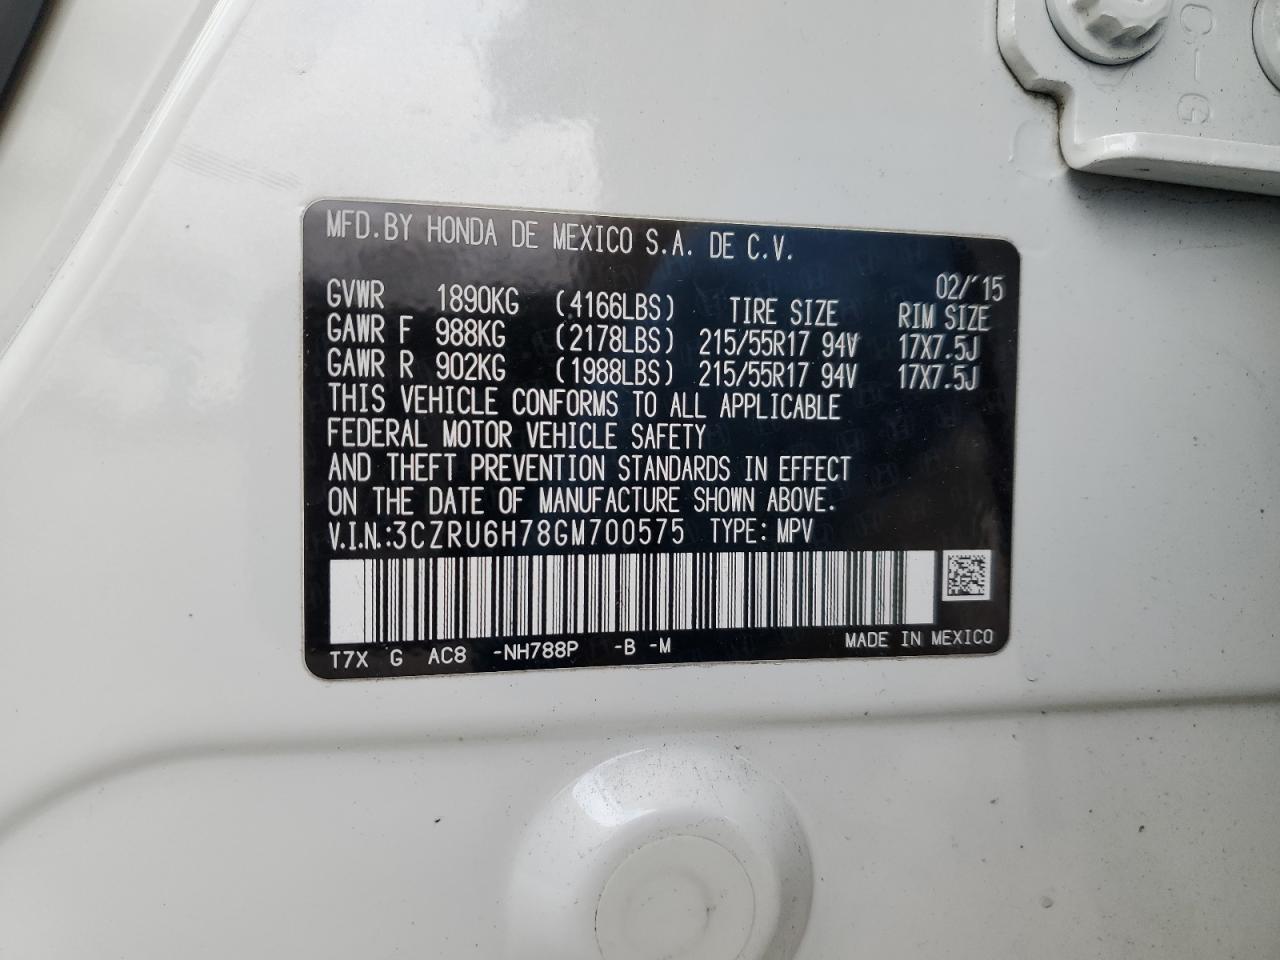 C-G
MFD.BY HONDA DE MEXICO S.A. DE C.V.
02/'15
GVWR 1890KG (4166LBS) TIRE SIZE RIM SIZE
GAWR F 988KG (2178LBS) 215/55R17 94V 17X7.5J
GAWR R 902KG (1988LBS) 215/55R17 94V 17X7.5J
THIS VEHICLE CONFORMS TO ALL APPLICABLE
FEDERAL MOTOR VEHICLE SAFETY
AND THEFT PREVENTION STANDARDS IN EFFECT
ON THE DATE OF MANUFACTURE SHOWN ABOVE.
V.I.N.:3CZRU6H78GM700575 TYPE: MPV
T7X G AC8 -NH788P -B -M MADE IN MEXICO